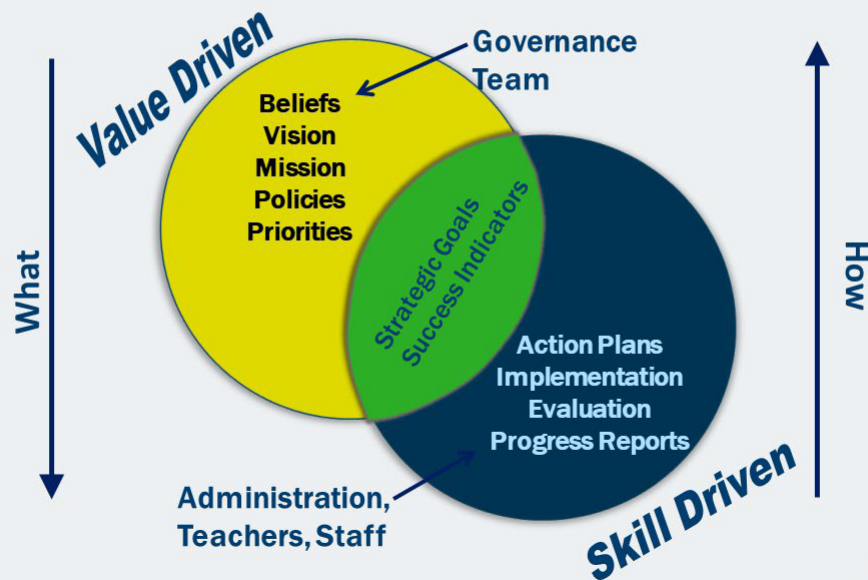 Value Driven
Governance
Team
Beliefs
Vision
Mission
Policies
Priorities
What
Strategic Goals
Success Indicators
How
Action Plans
Implementation
Evaluation
Progress Reports
Administration,
Teachers, Staff
Skill Driven